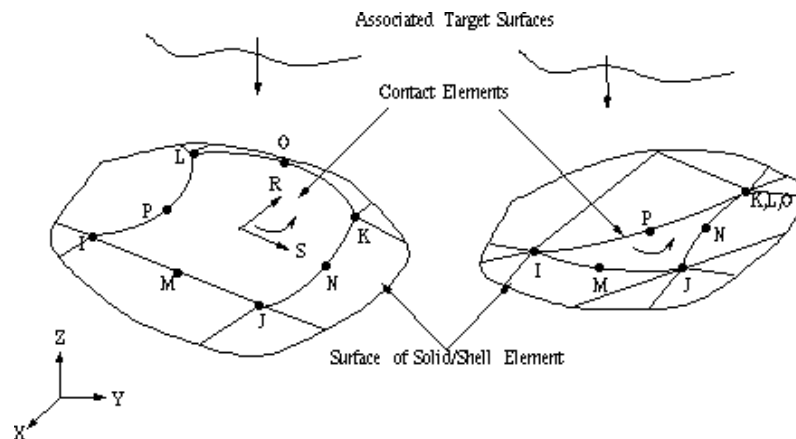 Associated Target Surfaces
Contact Elements
L
O
R
P
K
S
I
N
M
J
K,L,O
P
N
I
M
J
Surface of Solid/Shell Element
Z
Y
X